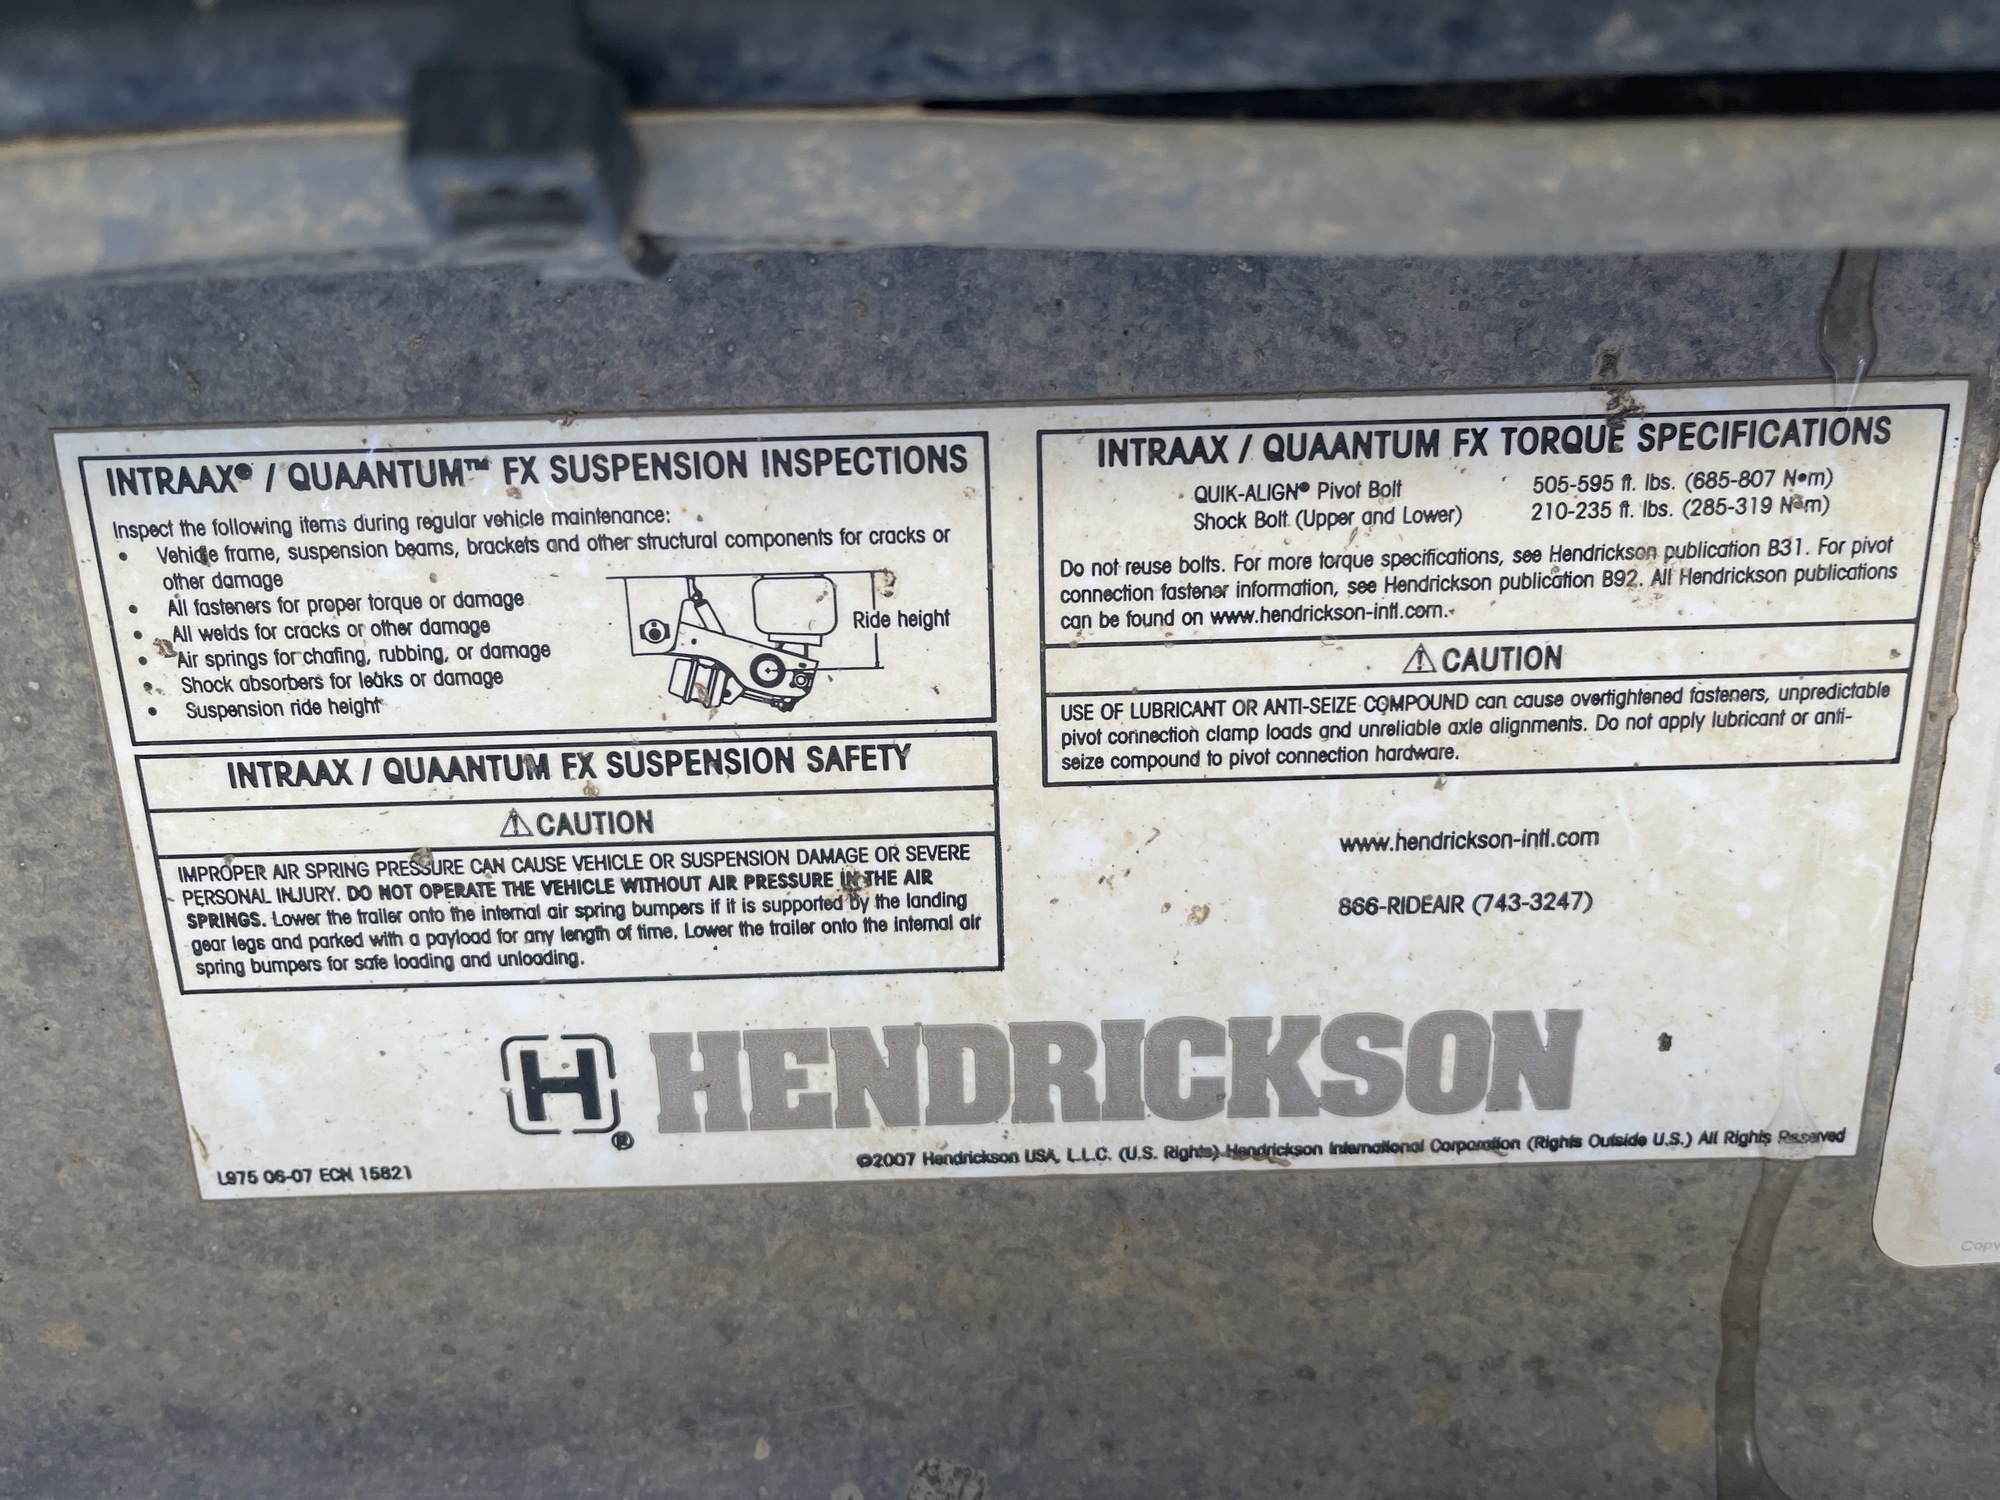 INTRAAX® / QUAANTUM™ FX SUSPENSION INSPECTIONS
Inspect the following items during regular vehicle maintenance:
• Vehicle frame, suspension beams, brackets and other structural components for cracks or
other damage
• All fasteners for proper torque or damage
• All welds for cracks or other damage
• Air springs for chafing, rubbing, or damage
• Shock absorbers for leaks or damage
• Suspension ride height
Ride height
INTRAAX / QUAANTUM FX SUSPENSION SAFETY
⚠ CAUTION
IMPROPER AIR SPRING PRESSURE CAN CAUSE VEHICLE OR SUSPENSION DAMAGE OR SEVERE
PERSONAL INJURY. DO NOT OPERATE THE VEHICLE WITHOUT AIR PRESSURE IN THE AIR
SPRINGS. Lower the trailer onto the internal air spring bumpers if it is supported by the landing
gear legs and parked with a payload for any length of time. Lower the trailer onto the internal air
spring bumpers for safe loading and unloading.
INTRAAX / QUAANTUM FX TORQUE SPECIFICATIONS
QUIK-ALIGN® Pivot Bolt 505-595 ft. lbs. (685-807 N•m)
Shock Bolt (Upper and Lower) 210-235 ft. lbs. (285-319 N•m)
Do not reuse bolts. For more torque specifications, see Hendrickson publication B31. For pivot
connection fastener information, see Hendrickson publication B92. All Hendrickson publications
can be found on www.hendrickson-intl.com.
⚠ CAUTION
USE OF LUBRICANT OR ANTI-SEIZE COMPOUND can cause overtightened fasteners, unpredictable
pivot connection clamp loads and unreliable axle alignments. Do not apply lubricant or anti-
seize compound to pivot connection hardware.
www.hendrickson-intl.com
866-RIDEAIR (743-3247)
H® HENDRICKSON
L975 06-07 ECN 15821
©2007 Hendrickson USA, L.L.C. (U.S. Rights) Hendrickson International Corporation (Rights Outside U.S.) All Rights Reserved